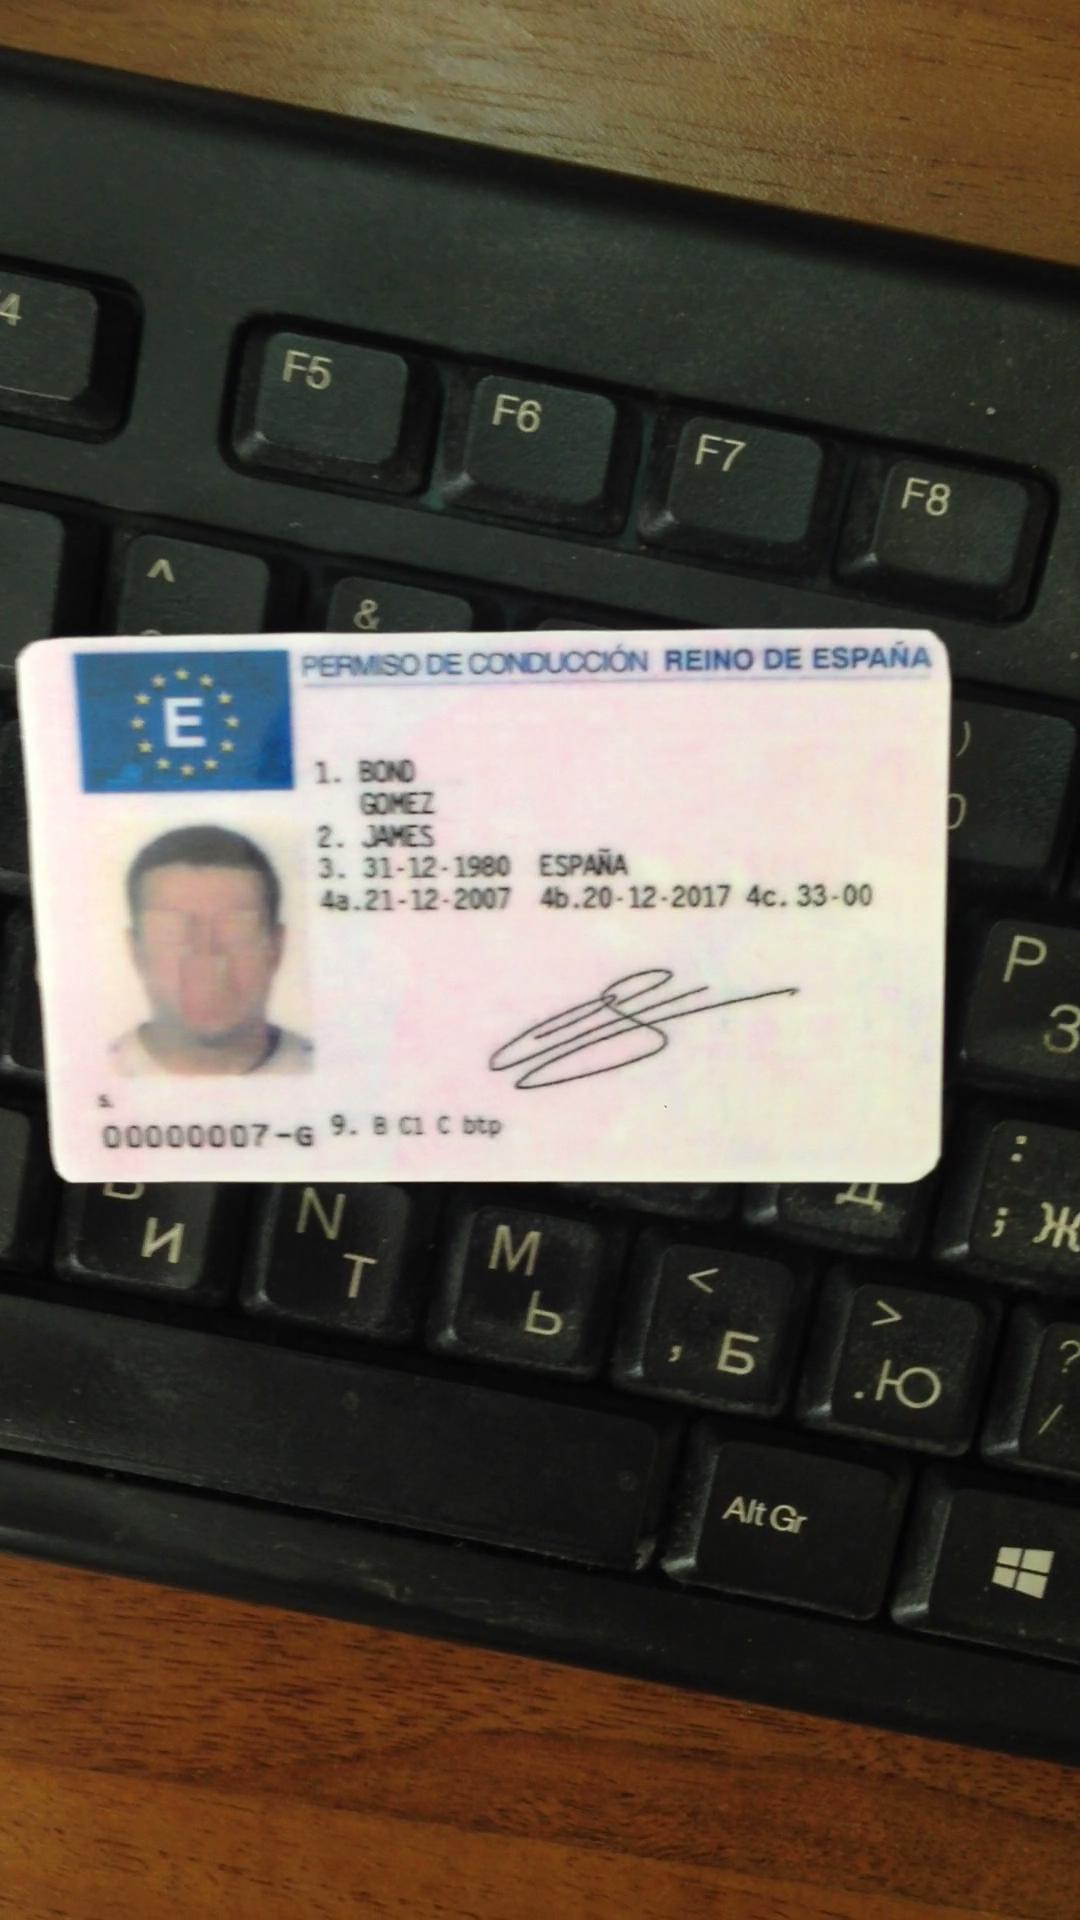 4
F5
F6
F7
F8
^
&
E
PERMISO DE CONDUCCIÓN REINO DE ESPAÑA
1. BOND
GOMEZ
2. JAMES
3. 31-12-1980 ESPAÑA
4a.21-12-2007 4b.20-12-2017 4c. 33-00
)
0
P
З
5.
00000007-G 9. B C1 C btp
И
N
Т
M
Ь
<
, Б
Д
>
. Ю
:
; Ж
?
/
Alt Gr